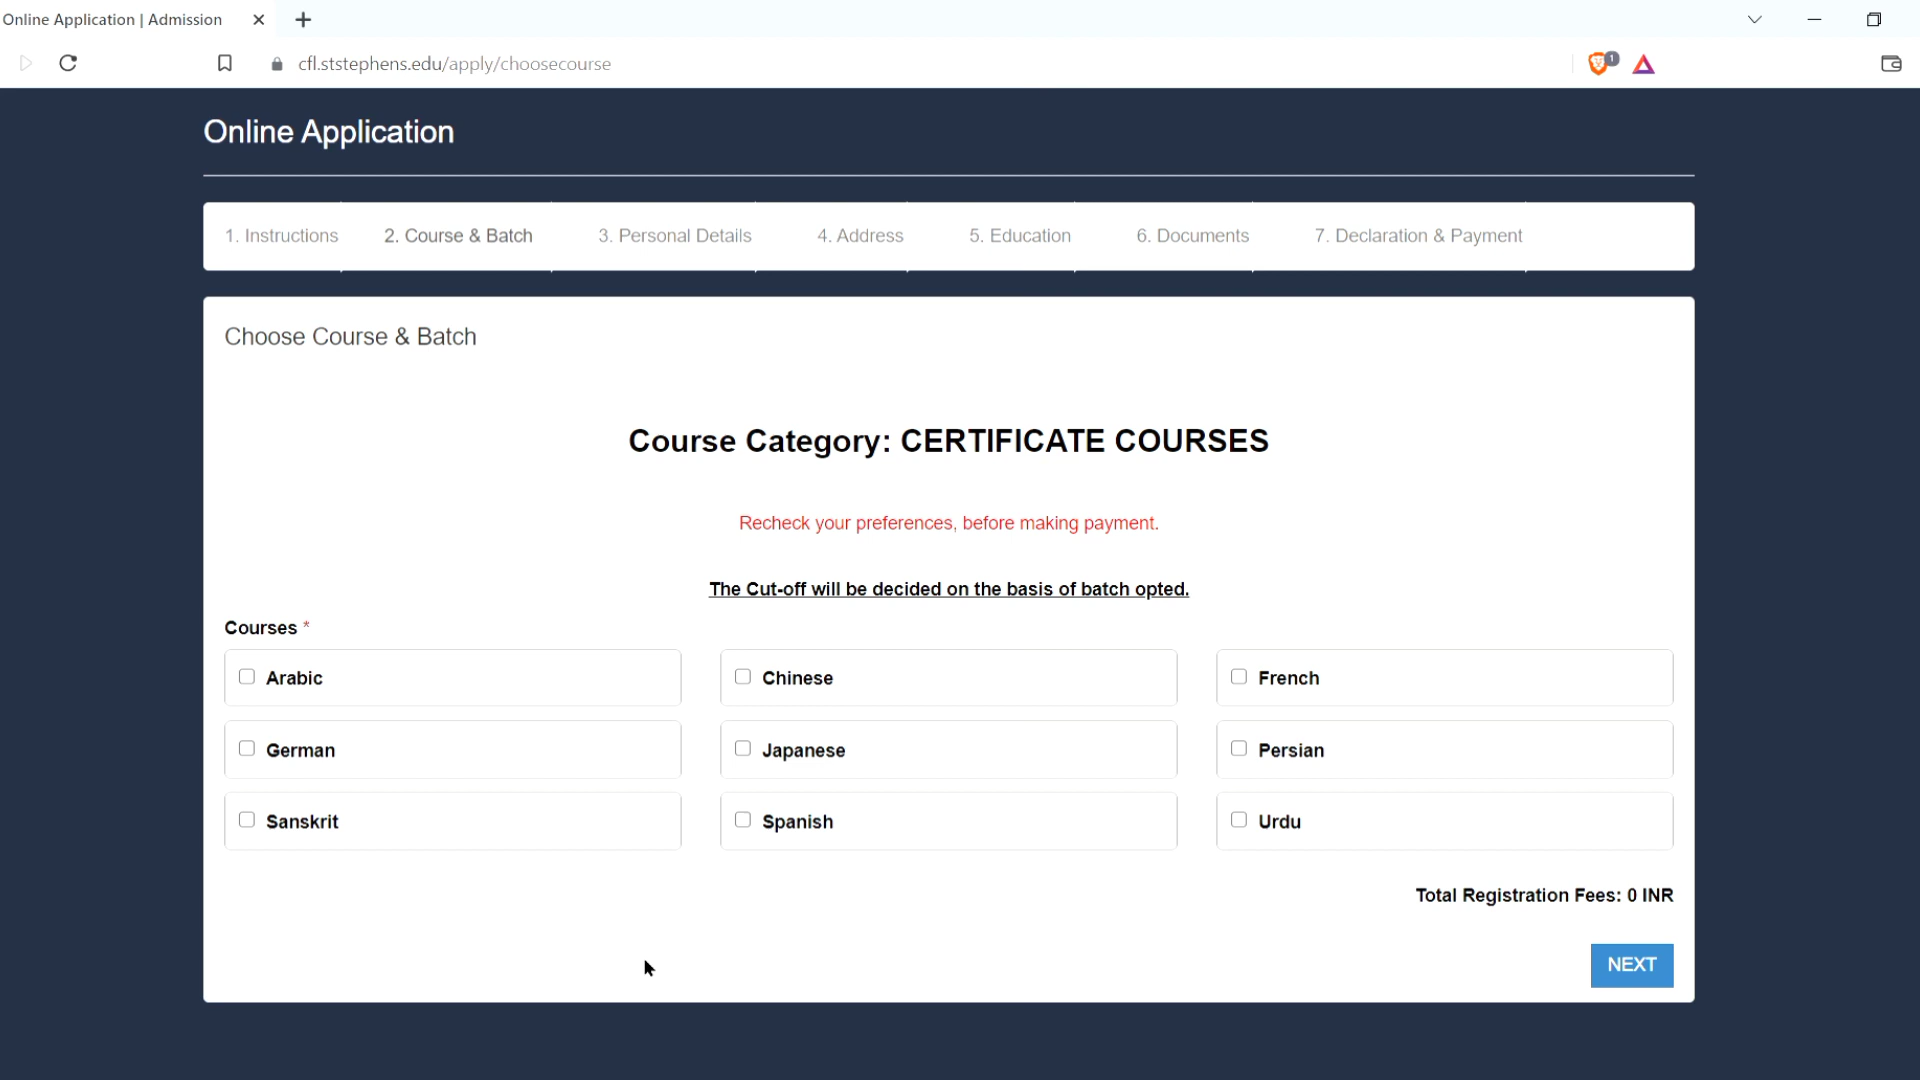 Online Application | Admission
cfl.ststephens.edu/apply/choosecourse
1
Online Application
1. Instructions 2. Course & Batch 3. Personal Details 4. Address 5. Education 6. Documents 7. Declaration & Payment
Choose Course & Batch
Course Category: CERTIFICATE COURSES
Recheck your preferences, before making payment.
The Cut-off will be decided on the basis of batch opted.
Courses *
Arabic Chinese French
German Japanese Persian
Sanskrit Spanish Urdu
Total Registration Fees: 0 INR
NEXT